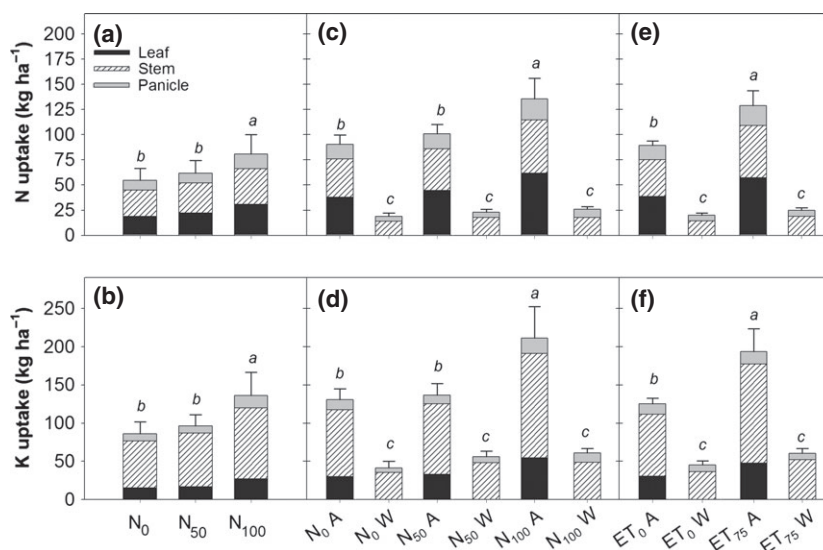 (a)
Leaf
Stem
Panicle
N uptake (kg ha⁻¹)
200
175
150
125
100
75
50
25
0
b
b
a
(c)
b
c
b
c
a
c
(e)
b
c
a
c
(b)
K uptake (kg ha⁻¹)
250
200
150
100
50
0
b
b
a
(d)
b
c
b
c
a
c
(f)
b
c
a
c
N₀ N₅₀ N₁₀₀
N₀ A N₀ W N₅₀ A N₅₀ W N₁₀₀ A N₁₀₀ W
ET₀ A ET₀ W ET₇₅ A ET₇₅ W